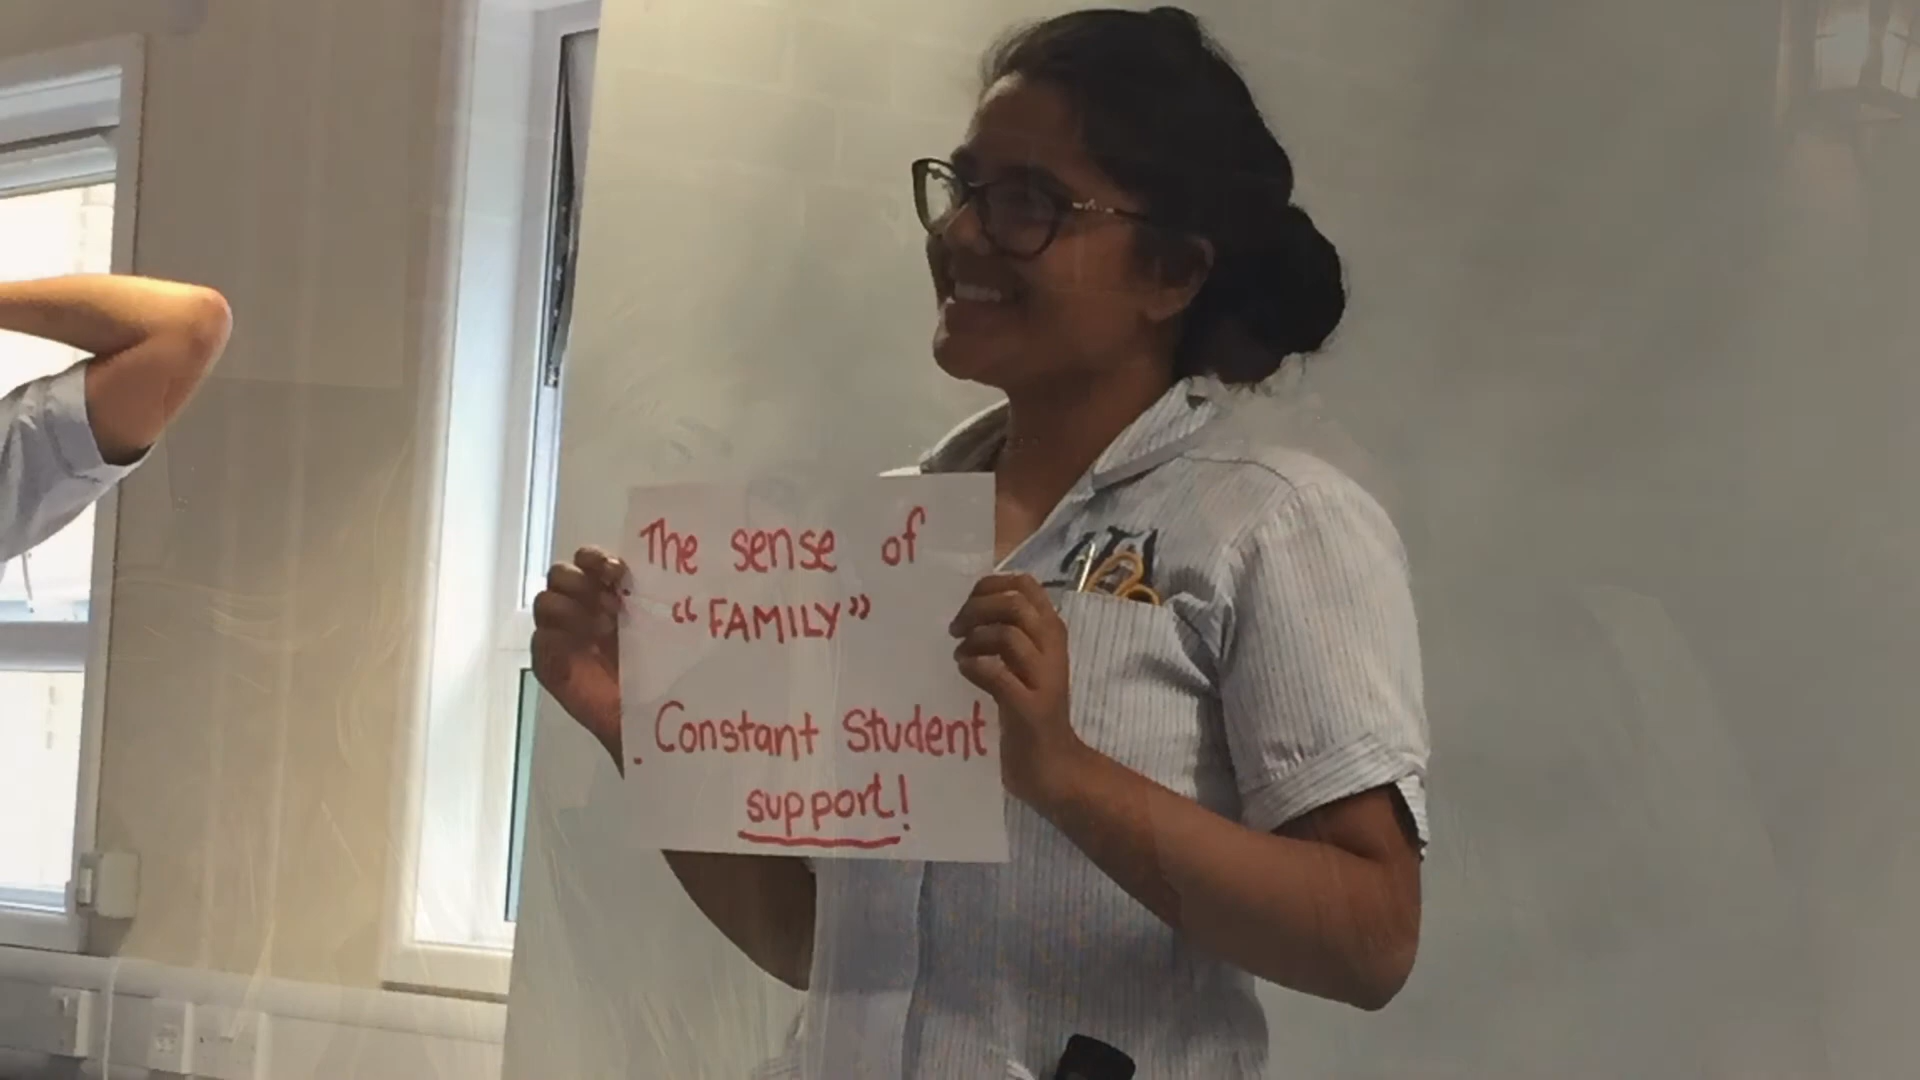 The sense of
“FAMILY”
Constant Student
support!